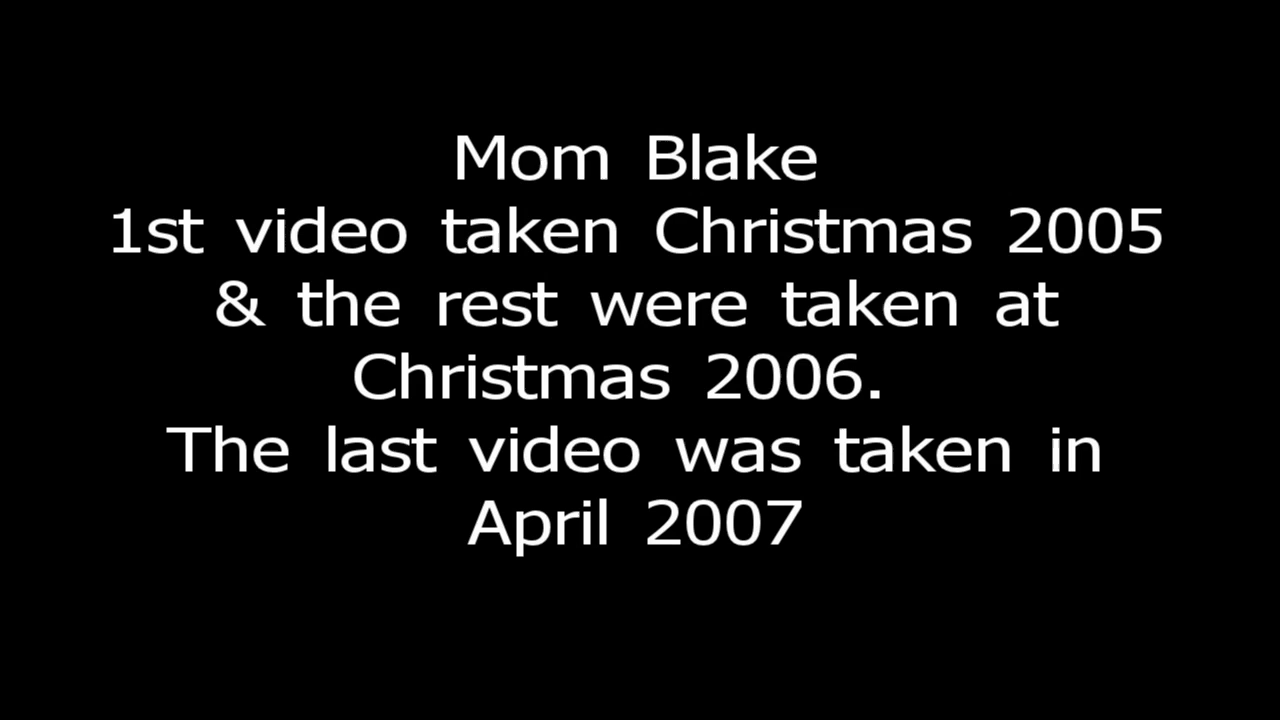 Mom Blake
1st video taken Christmas 2005
& the rest were taken at
Christmas 2006.
The last video was taken in
April 2007